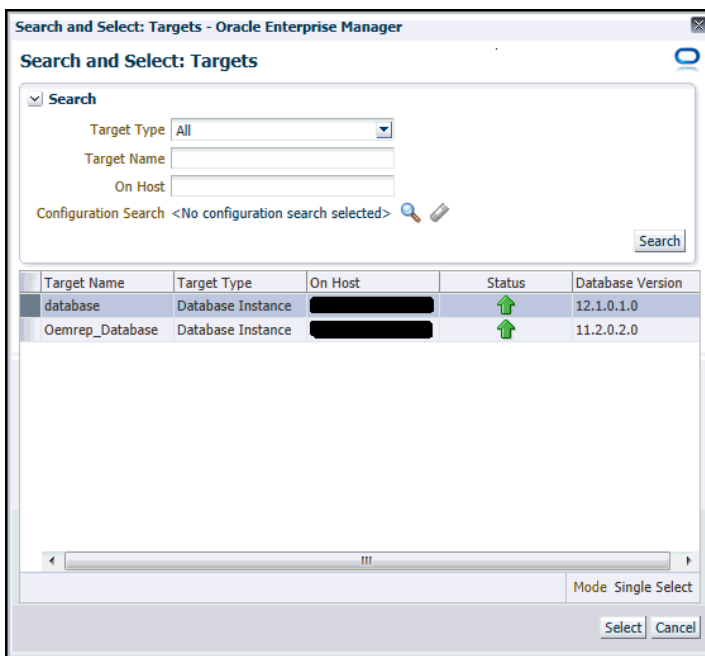 Search and Select: Targets - Oracle Enterprise Manager
Search and Select: Targets
Search
Target Type All
Target Name
On Host
Configuration Search <No configuration search selected>
Search
Target Name Target Type On Host Status Database Version
database Database Instance 12.1.0.1.0
Oemrep_Database Database Instance 11.2.0.2.0
Mode Single Select
Select Cancel